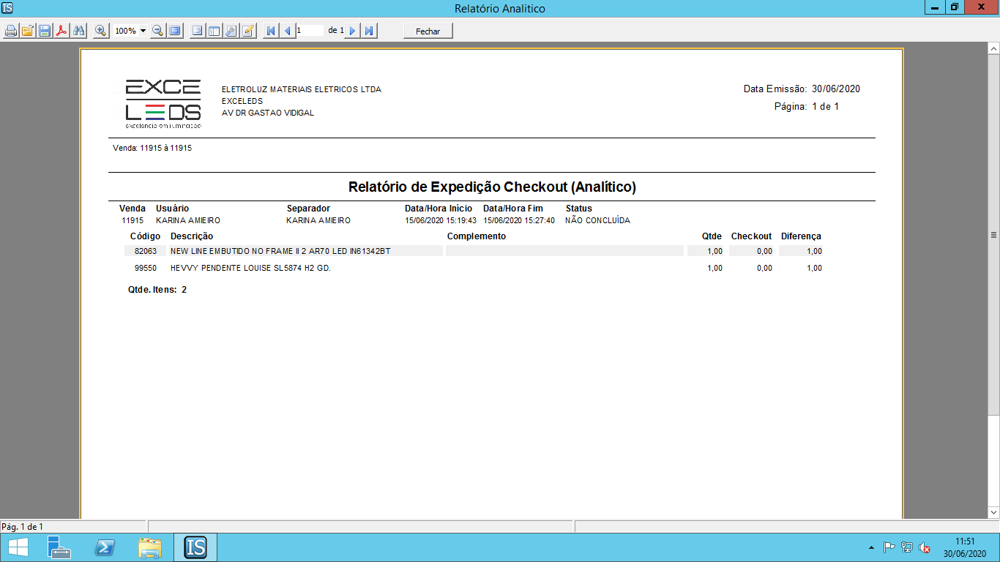 Relatório Analitico
100%
1
de 1
Fechar
EXCE
LEDS
excelencia em iluminacao
ELETROLUZ MATERIAIS ELETRICOS LTDA
EXCELEDS
AV DR GASTAO VIDIGAL
Data Emissão: 30/06/2020
Página: 1 de 1
Venda: 11915 à 11915
Relatório de Expedição Checkout (Analítico)
Venda Usuário Separador Data/Hora Início Data/Hora Fim Status
11915 KARINA AMIEIRO KARINA AMIEIRO 15/06/2020 15:19:43 15/06/2020 15:27:40 NÃO CONCLUÍDA
Código Descrição Complemento Qtde Checkout Diferença
82063 NEW LINE EMBUTIDO NO FRAME II 2 AR70 LED IN61342BT 1,00 0,00 1,00
99550 HEVVY PENDENTE LOUISE SL5874 H2 GD. 1,00 0,00 1,00
Qtde. Itens: 2
Pág. 1 de 1
IS
11:51
30/06/2020